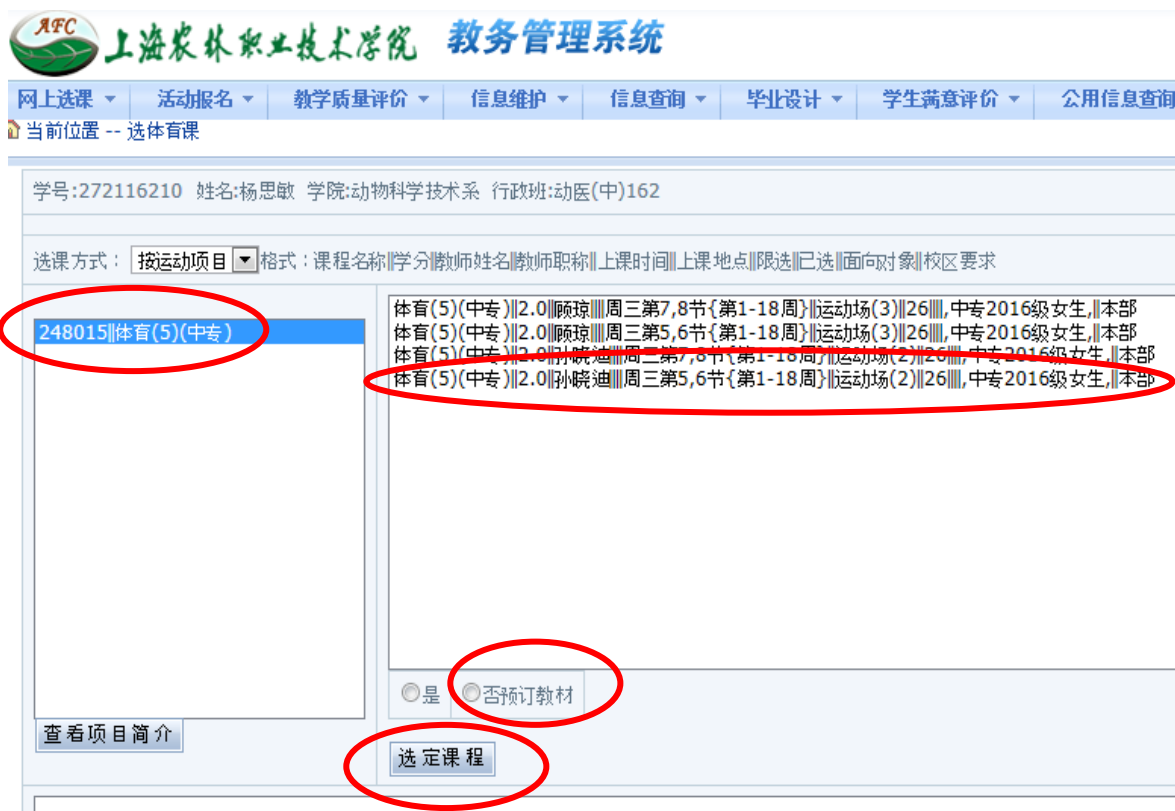 AFC 上海农林职业技术学院 教务管理系统
网上选课 活动报名 教学质量评价 信息维护 信息查询 毕业设计 学生满意评价 公用信息查询
当前位置 -- 选体育课
学号:272116210 姓名:杨思敏 学院:动物科学技术系 行政班:动医(中)162
选课方式： 按运动项目 格式：课程名称||学分||教师姓名||教师职称||上课时间||上课地点||限选||已选||面向对象||校区要求
248015||体育(5)(中专)
体育(5)(中专)||2.0||顾琼||||周三第7,8节{第1-18周}||运动场(3)||26||||,中专2016级女生,||本部
体育(5)(中专)||2.0||顾琼||||周三第5,6节{第1-18周}||运动场(3)||26||||,中专2016级女生,||本部
体育(5)(中专)||2.0||孙晓迪||||周三第7,8节{第1-18周}||运动场(2)||26||||,中专2016级女生,||本部
体育(5)(中专)||2.0||孙晓迪||||周三第5,6节{第1-18周}||运动场(2)||26||||,中专2016级女生,||本部
是 否预订教材
查看项目简介
选定课程